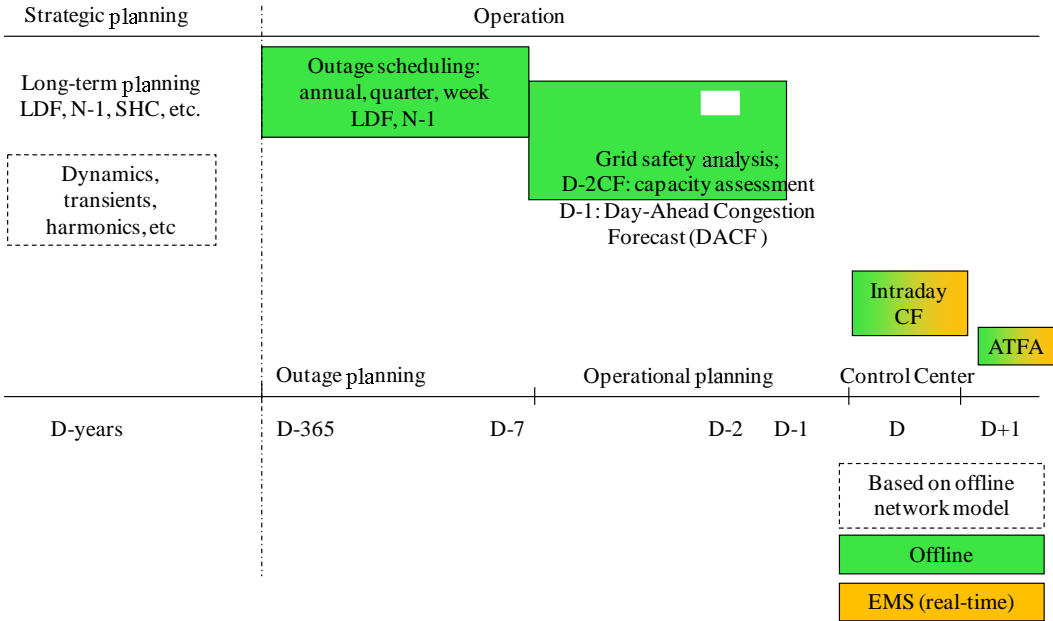 Strategic planning
Operation
Long-term planning
LDF, N-1, SHC, etc.
Outage scheduling:
annual, quarter, week
LDF, N-1
Dynamics,
transients,
harmonics, etc
Grid safety analysis;
D-2CF: capacity assessment
D-1: Day-Ahead Congestion
Forecast (DACF )
Intraday
CF
ATFA
Outage planning
Operational planning
Control Center
D-years
D-365
D-7
D-2
D-1
D
D+1
Based on offline
network model
Offline
EMS (real-time)